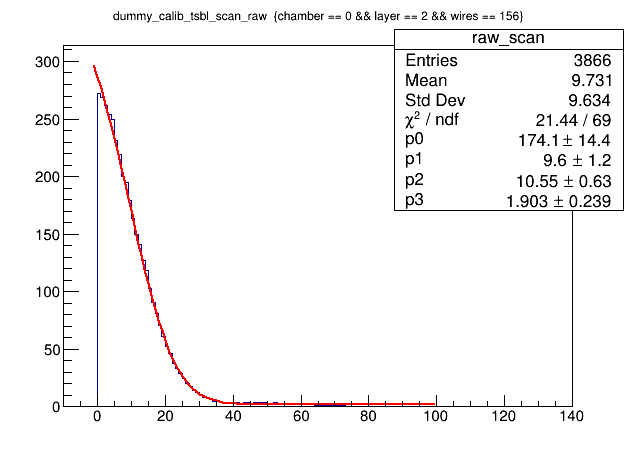 dummy_calib_tsbl_scan_raw {chamber == 0 && layer == 2 && wires == 156}
raw_scan
Entries 3866
Mean 9.731
Std Dev 9.634
χ² / ndf 21.44 / 69
p0 174.1 ± 14.4
p1 9.6 ± 1.2
p2 10.55 ± 0.63
p3 1.903 ± 0.239
300
250
200
150
100
50
0
0 20 40 60 80 100 120 140